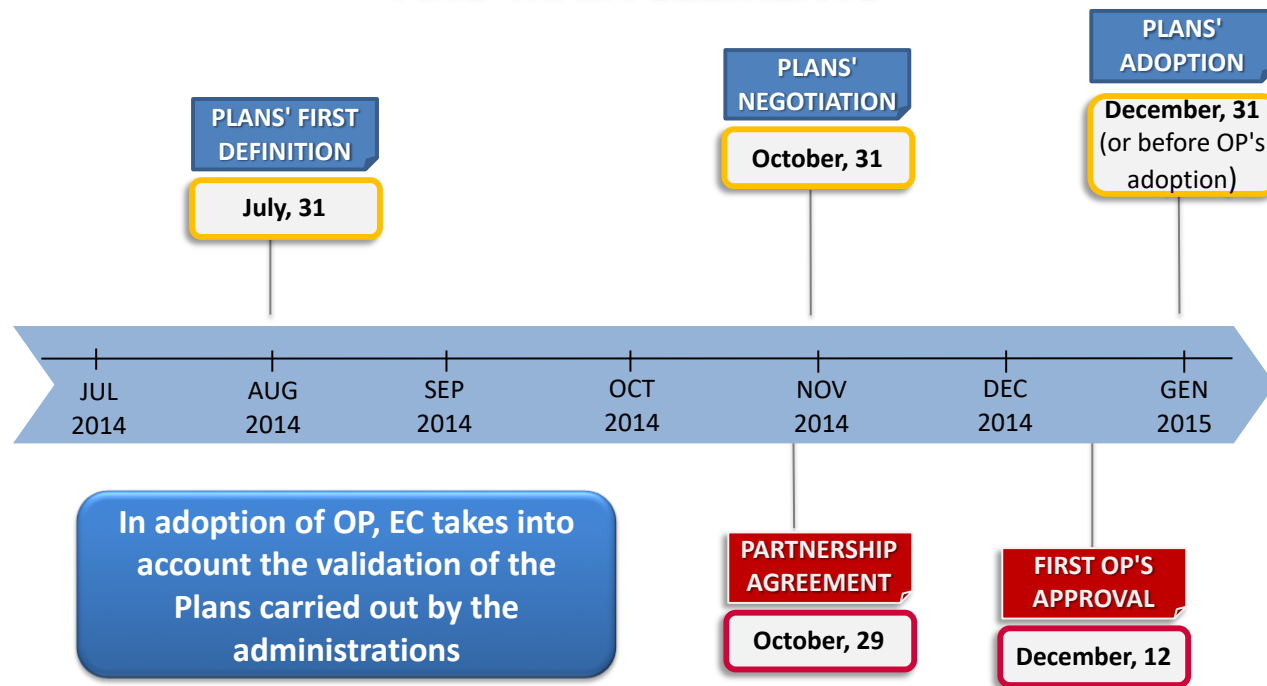 PLANS' FIRST
DEFINITION
July, 31
PLANS'
NEGOTIATION
October, 31
PLANS'
ADOPTION
December, 31
(or before OP's
adoption)
JUL
2014
AUG
2014
SEP
2014
OCT
2014
NOV
2014
DEC
2014
GEN
2015
In adoption of OP, EC takes into
account the validation of the
Plans carried out by the
administrations
PARTNERSHIP
AGREEMENT
October, 29
FIRST OP'S
APPROVAL
December, 12